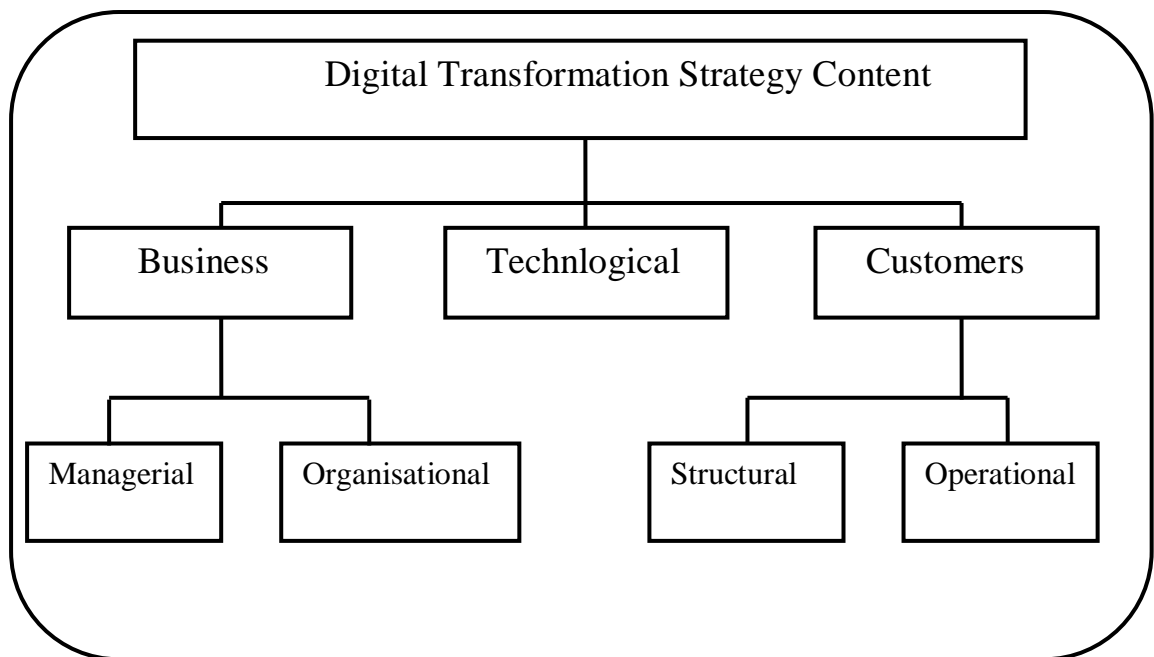 Digital Transformation Strategy Content
Business
Technlogical
Customers
Managerial
Organisational
Structural
Operational